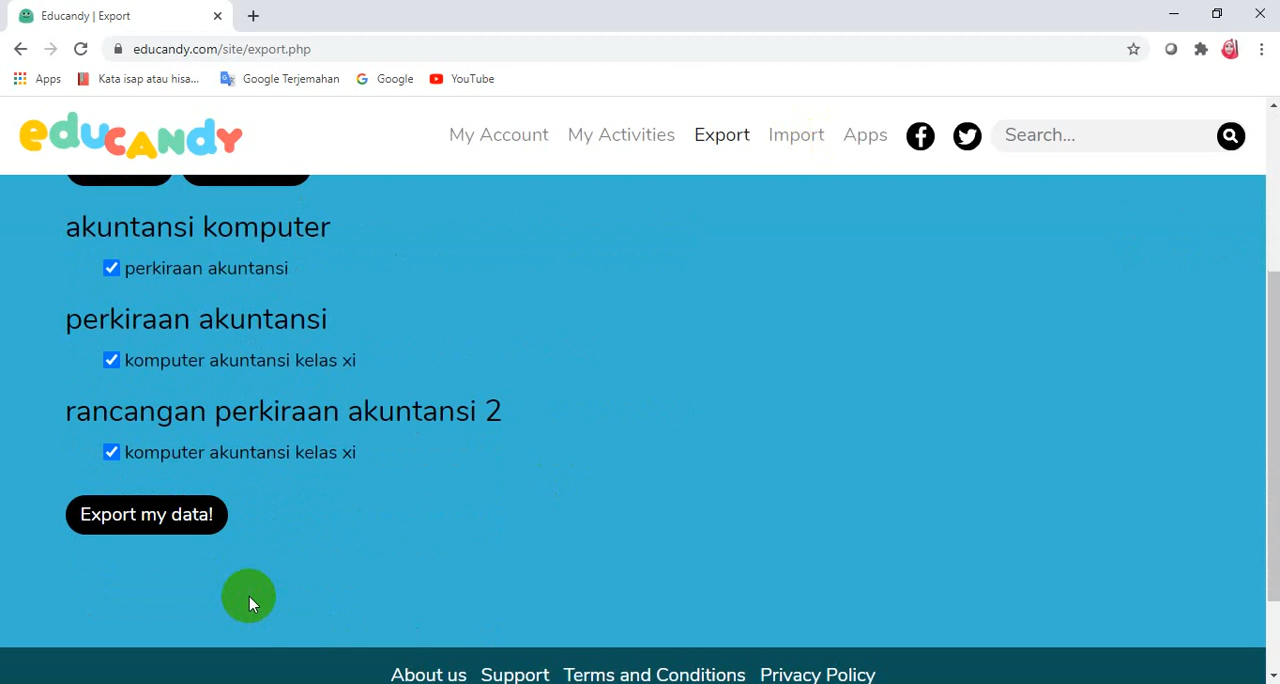 Educandy | Export
educandy.com/site/export.php
Apps Kata isap atau hisa... Google Terjemahan Google YouTube
educandy My Account My Activities Export Import Apps Search...
akuntansi komputer
perkiraan akuntansi
perkiraan akuntansi
komputer akuntansi kelas xi
rancangan perkiraan akuntansi 2
komputer akuntansi kelas xi
Export my data!
About us Support Terms and Conditions Privacy Policy